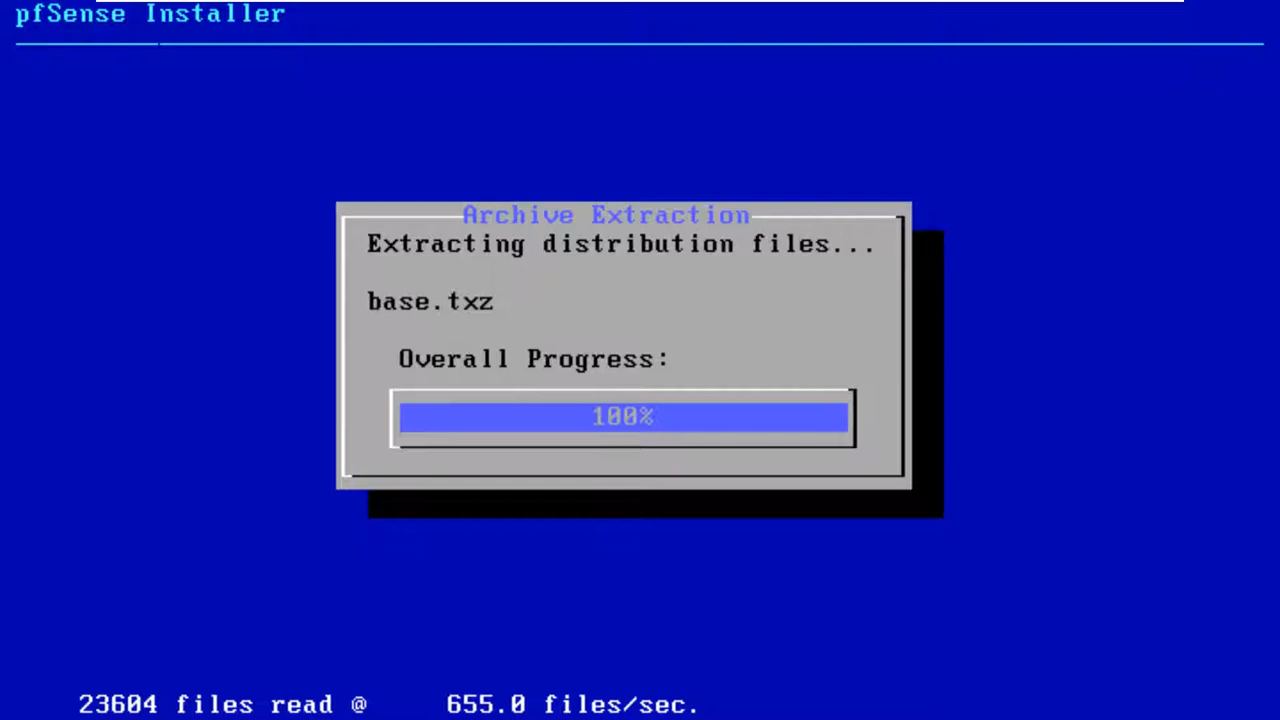 pfSense Installer
Archive Extraction
Extracting distribution files...
base.txz
Overall Progress:
100%
23604 files read @ 655.0 files/sec.